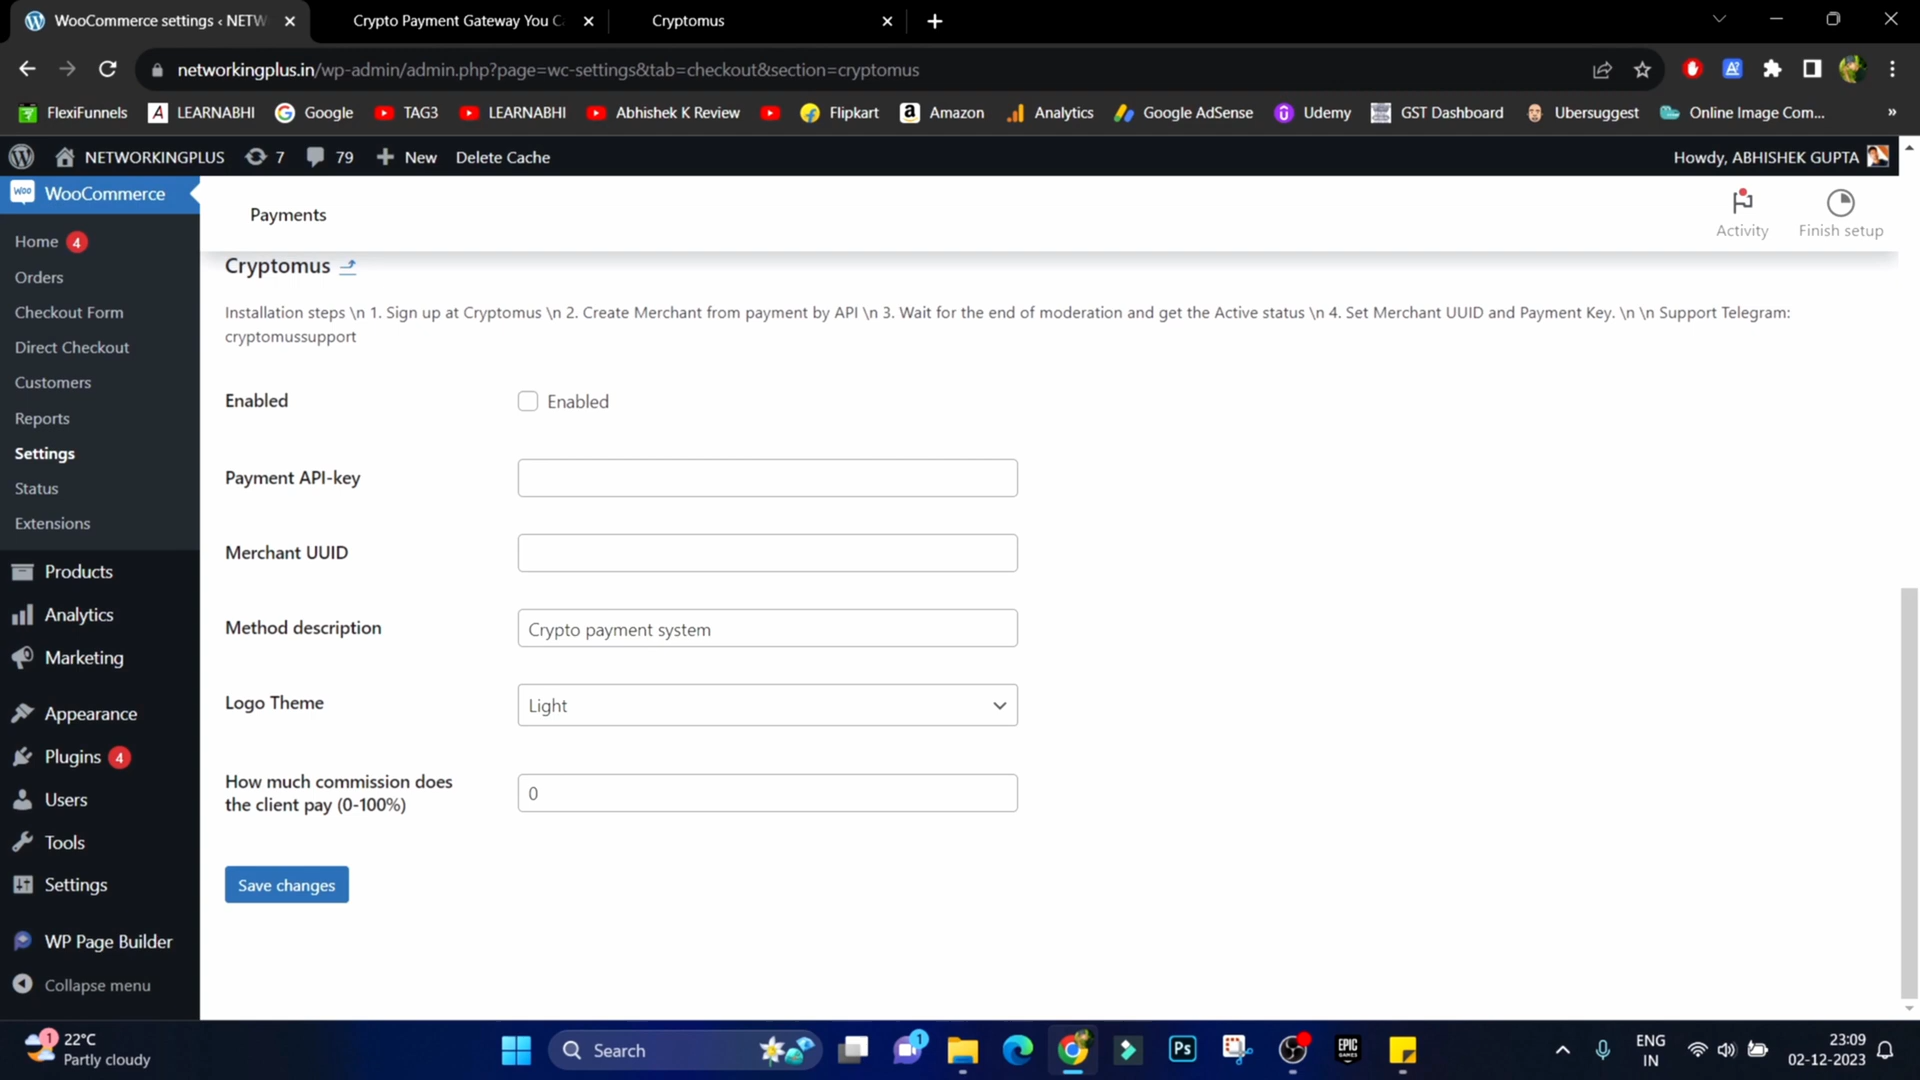 WooCommerce settings ‹ NETW
Crypto Payment Gateway You C
Cryptomus
networkingplus.in/wp-admin/admin.php?page=wc-settings&tab=checkout&section=cryptomus
FlexiFunnels
LEARNABHI
Google
TAG3
LEARNABHI
Abhishek K Review
Flipkart
Amazon
Analytics
Google AdSense
Udemy
GST Dashboard
Ubersuggest
Online Image Com...
»
NETWORKINGPLUS
7
79
New
Delete Cache
Howdy, ABHISHEK GUPTA
WooCommerce
Payments
Activity
Finish setup
Home 4
Orders
Checkout Form
Direct Checkout
Customers
Reports
Settings
Status
Extensions
Products
Analytics
Marketing
Appearance
Plugins 4
Users
Tools
Settings
WP Page Builder
Collapse menu
Cryptomus
Installation steps \n 1. Sign up at Cryptomus \n 2. Create Merchant from payment by API \n 3. Wait for the end of moderation and get the Active status \n 4. Set Merchant UUID and Payment Key. \n \n Support Telegram:
cryptomussupport
Enabled
Enabled
Payment API-key
Merchant UUID
Method description
Crypto payment system
Logo Theme
Light
How much commission does
the client pay (0-100%)
0
Save changes
1
22°C
Partly cloudy
Search
1
Ps
EPIC
GAMES
ENG
IN
23:09
02-12-2023